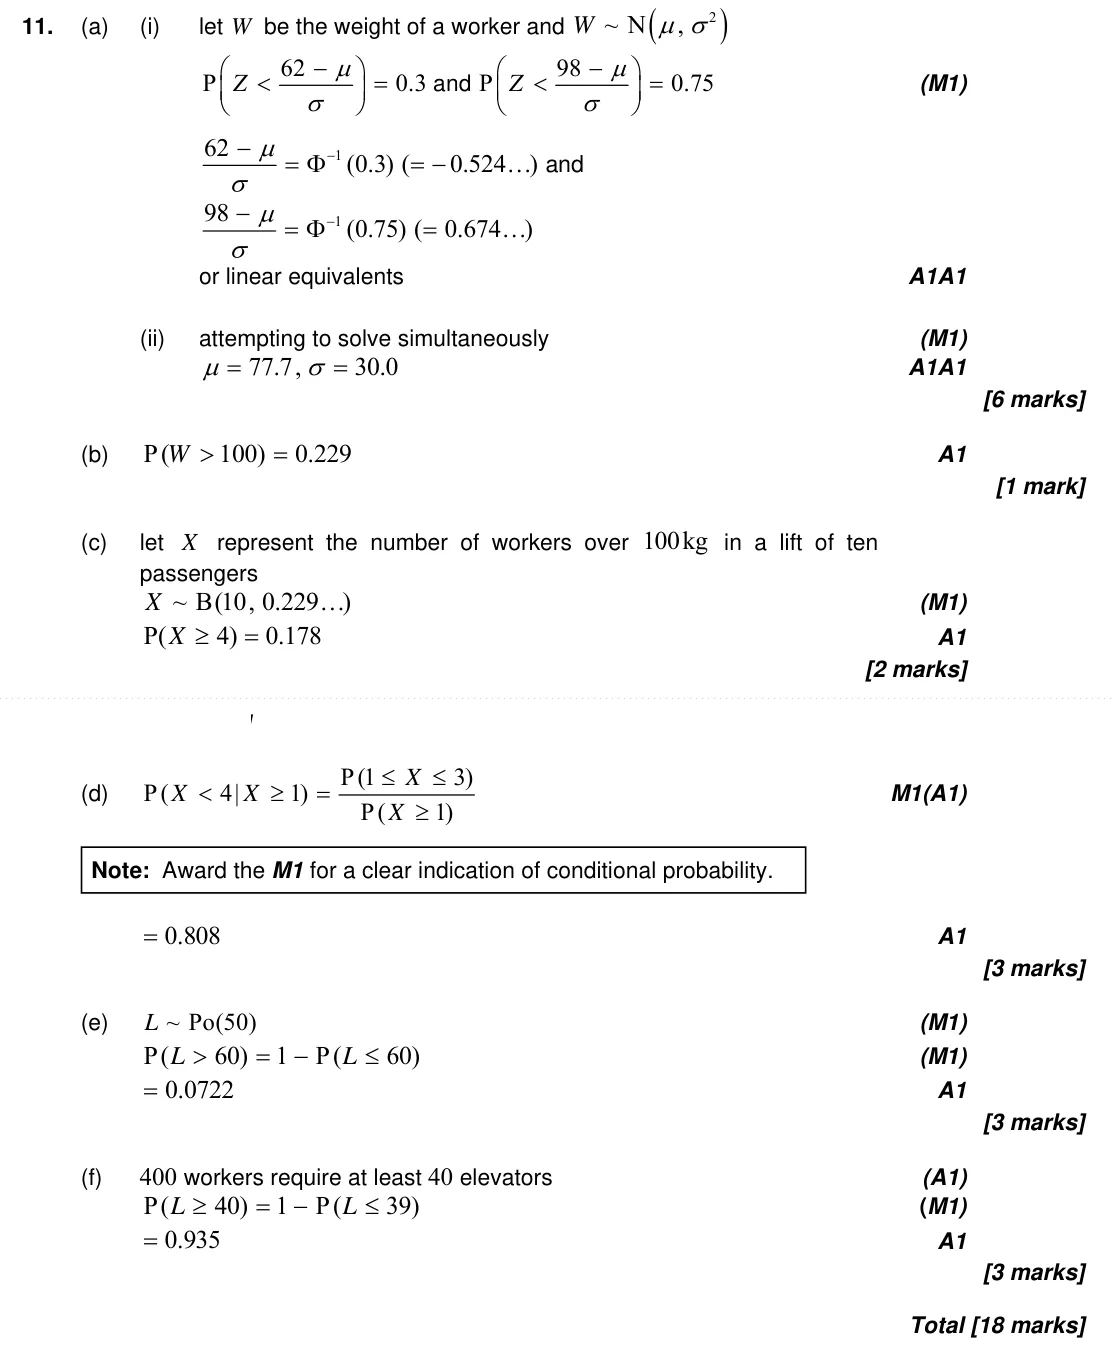 11. (a) (i) let W be the weight of a worker and W ~ N(μ, σ²)
P(Z < (62 − μ)/σ) = 0.3 and P(Z < (98 − μ)/σ) = 0.75 (M1)
(62 − μ)/σ = Φ⁻¹(0.3) (= −0.524…) and
(98 − μ)/σ = Φ⁻¹(0.75) (= 0.674…)
or linear equivalents A1A1
(ii) attempting to solve simultaneously (M1)
μ = 77.7, σ = 30.0 A1A1
[6 marks]
(b) P(W > 100) = 0.229 A1
[1 mark]
(c) let X represent the number of workers over 100 kg in a lift of ten
passengers
X ~ B(10, 0.229…) (M1)
P(X ≥ 4) = 0.178 A1
[2 marks]
(d) P(X < 4 | X ≥ 1) = P(1 ≤ X ≤ 3)/P(X ≥ 1) M1(A1)
Note: Award the M1 for a clear indication of conditional probability.
= 0.808 A1
[3 marks]
(e) L ~ Po(50) (M1)
P(L > 60) = 1 − P(L ≤ 60) (M1)
= 0.0722 A1
[3 marks]
(f) 400 workers require at least 40 elevators (A1)
P(L ≥ 40) = 1 − P(L ≤ 39) (M1)
= 0.935 A1
[3 marks]
Total [18 marks]